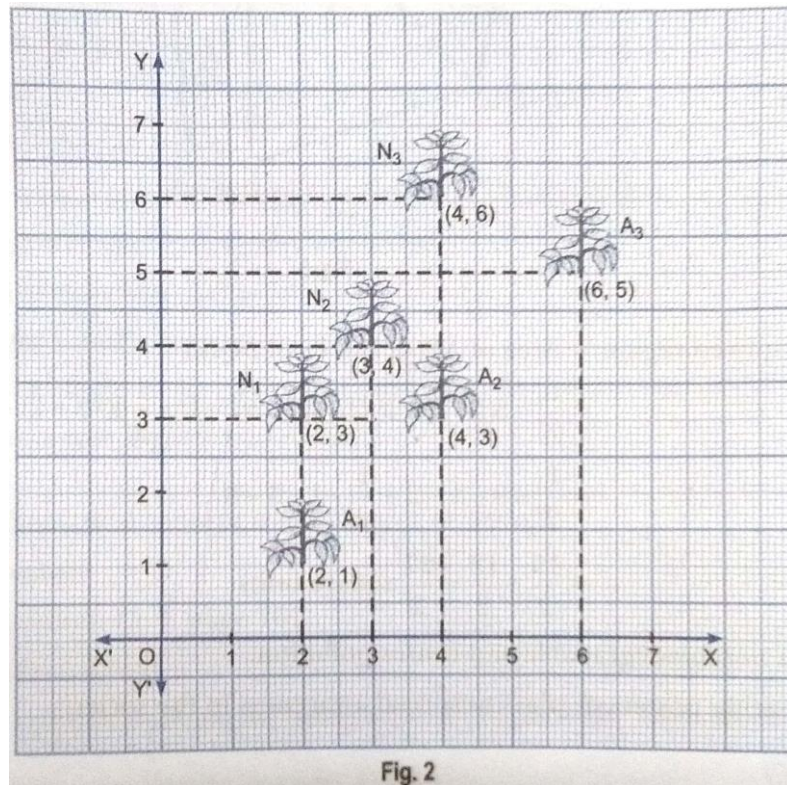 Y
7
N₃
6
(4, 6)
A₃
5
(6, 5)
N₂
4
(3, 4)
N₁
A₂
3
(2, 3)
(4, 3)
2
A₁
1
(2, 1)
X' O 1 2 3 4 5 6 7 X
Y'
Fig. 2